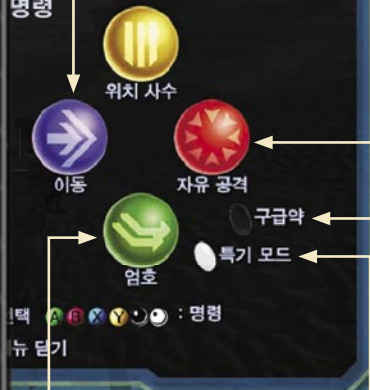 명령
위치 사수
이동
자유 공격
구급약
엄호
특기 모드
택 A B X Y : 명령
뉴 닫기